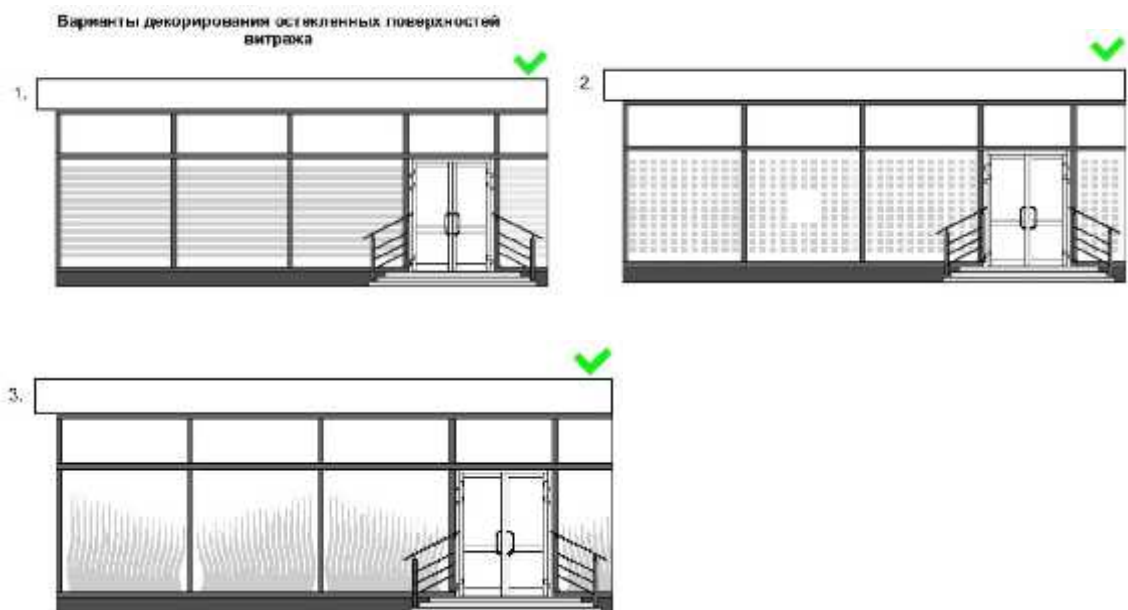 Варианты декорирования остекленных поверхностей
витража
1.
2.
3.